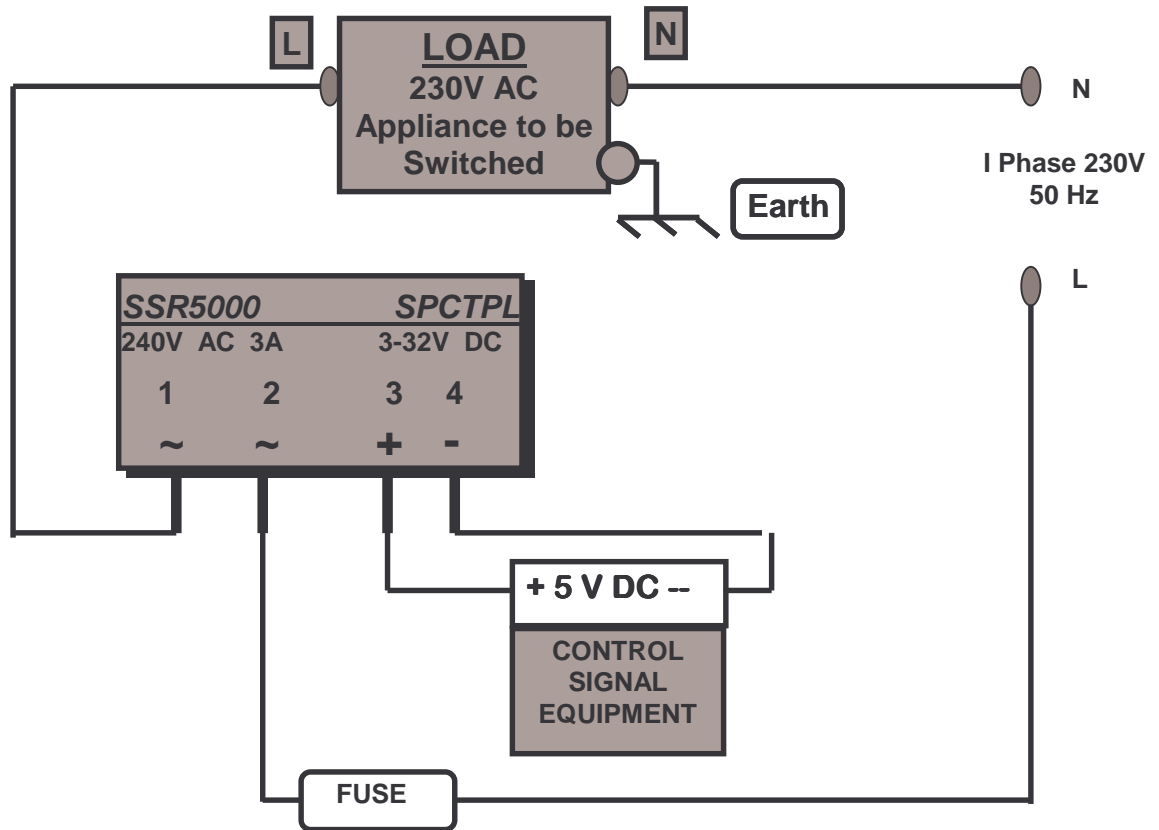 L
LOAD
230V AC
Appliance to be
Switched
N
N
I Phase 230V
50 Hz
Earth
L
SSR5000 SPCTPL
240V AC 3A 3-32V DC
1 2 3 4
~ ~ + -
+ 5 V DC --
CONTROL
SIGNAL
EQUIPMENT
FUSE